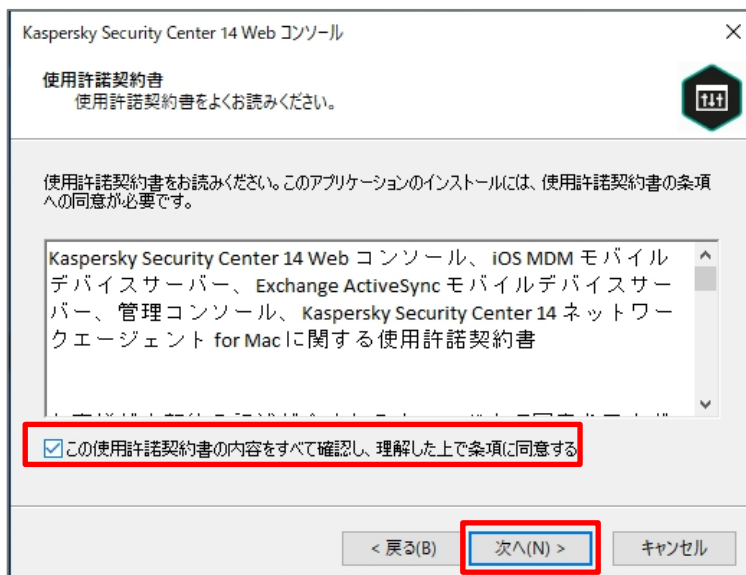 Kaspersky Security Center 14 Web コンソール
使用許諾契約書
使用許諾契約書をよくお読みください。
使用許諾契約書をお読みください。このアプリケーションのインストールには、使用許諾契約書の条項
への同意が必要です。
Kaspersky Security Center 14 Web コンソール、iOS MDM モバイル
デバイスサーバー、Exchange ActiveSync モバイルデバイスサー
バー、管理コンソール、Kaspersky Security Center 14 ネットワー
クエージェント for Mac に関する使用許諾契約書
この使用許諾契約書の内容をすべて確認し、理解した上で条項に同意する
< 戻る(B)
次へ(N) >
キャンセル